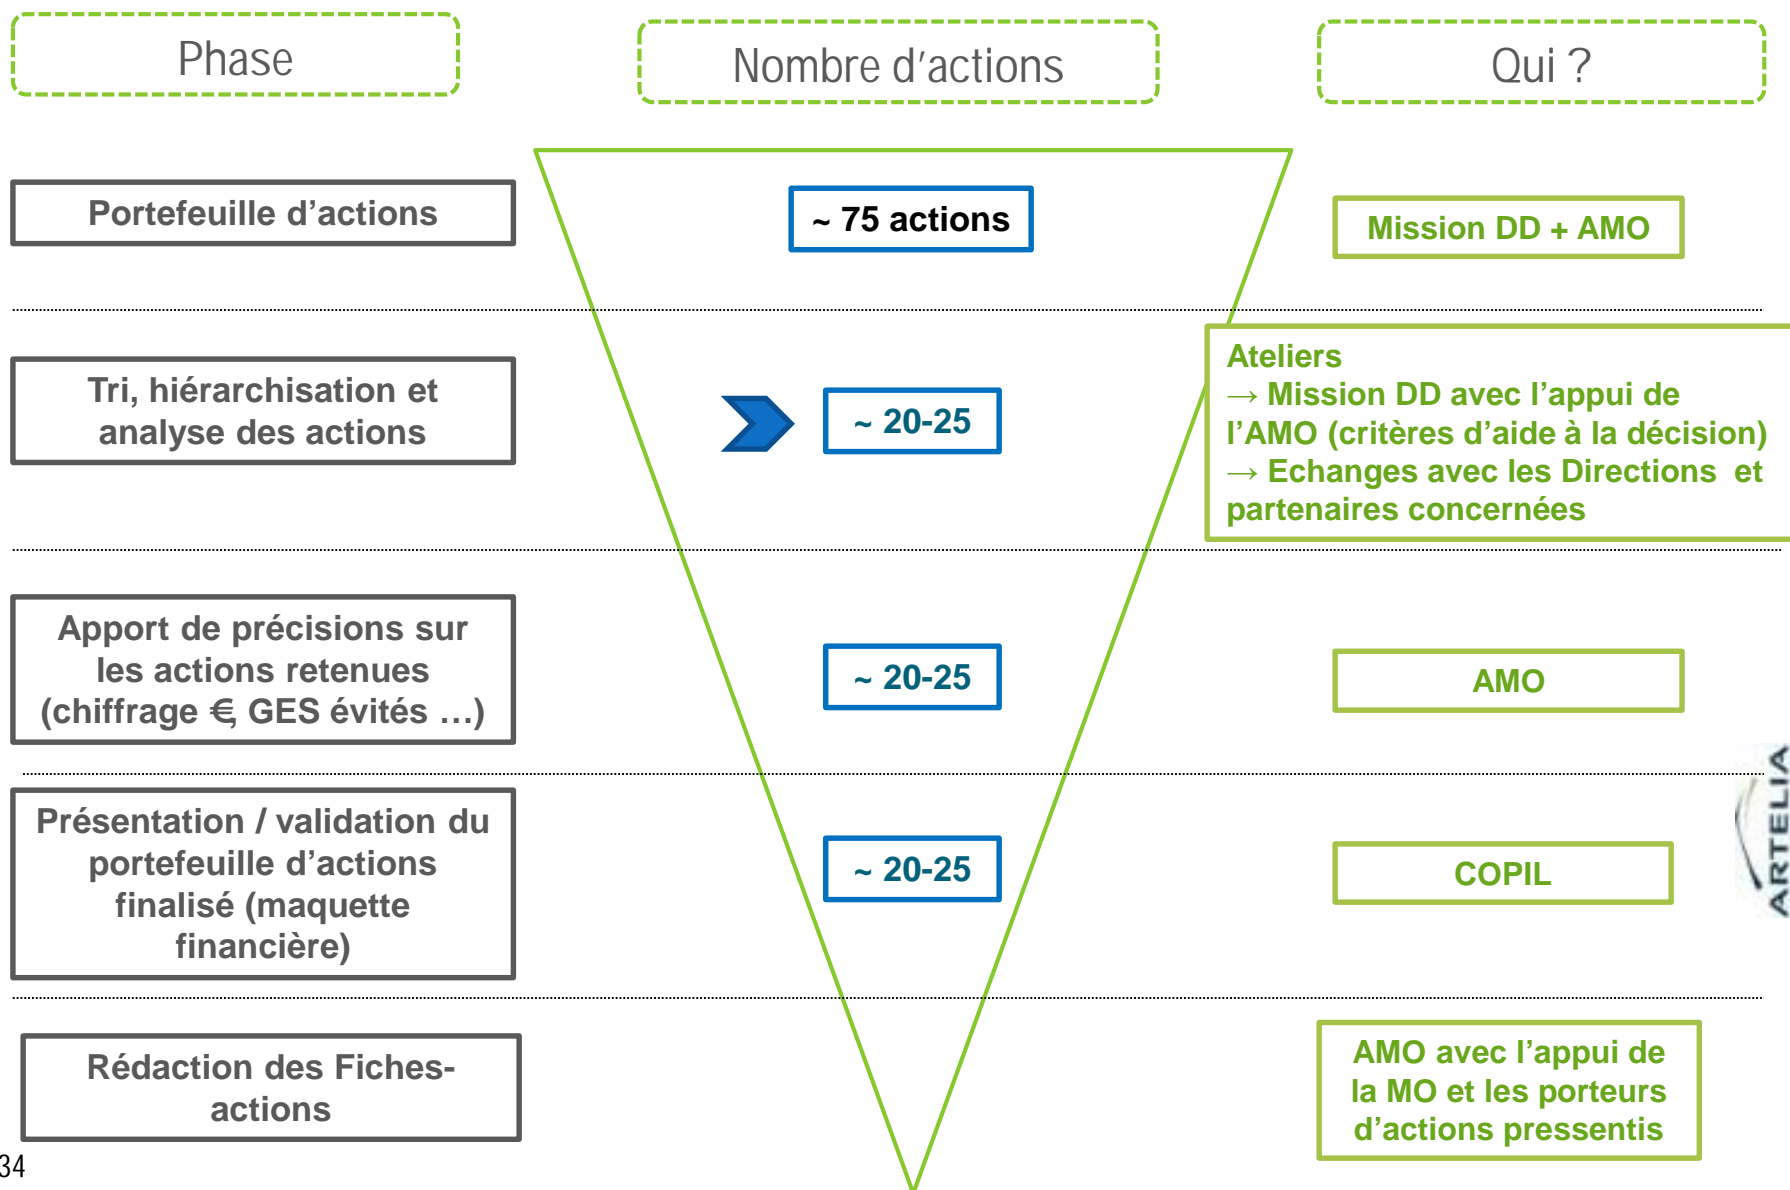 Phase
Nombre d'actions
Qui ?
Portefeuille d'actions
~ 75 actions
Mission DD + AMO
Tri, hiérarchisation et
analyse des actions
~ 20-25
Ateliers
→ Mission DD avec l'appui de
l'AMO (critères d'aide à la décision)
→ Echanges avec les Directions et
partenaires concernées
Apport de précisions sur
les actions retenues
(chiffrage €, GES évités …)
~ 20-25
AMO
Présentation / validation du
portefeuille d'actions
finalisé (maquette
financière)
~ 20-25
COPIL
ARTELIA
Rédaction des Fiches-
actions
AMO avec l'appui de
la MO et les porteurs
d'actions pressentis
34